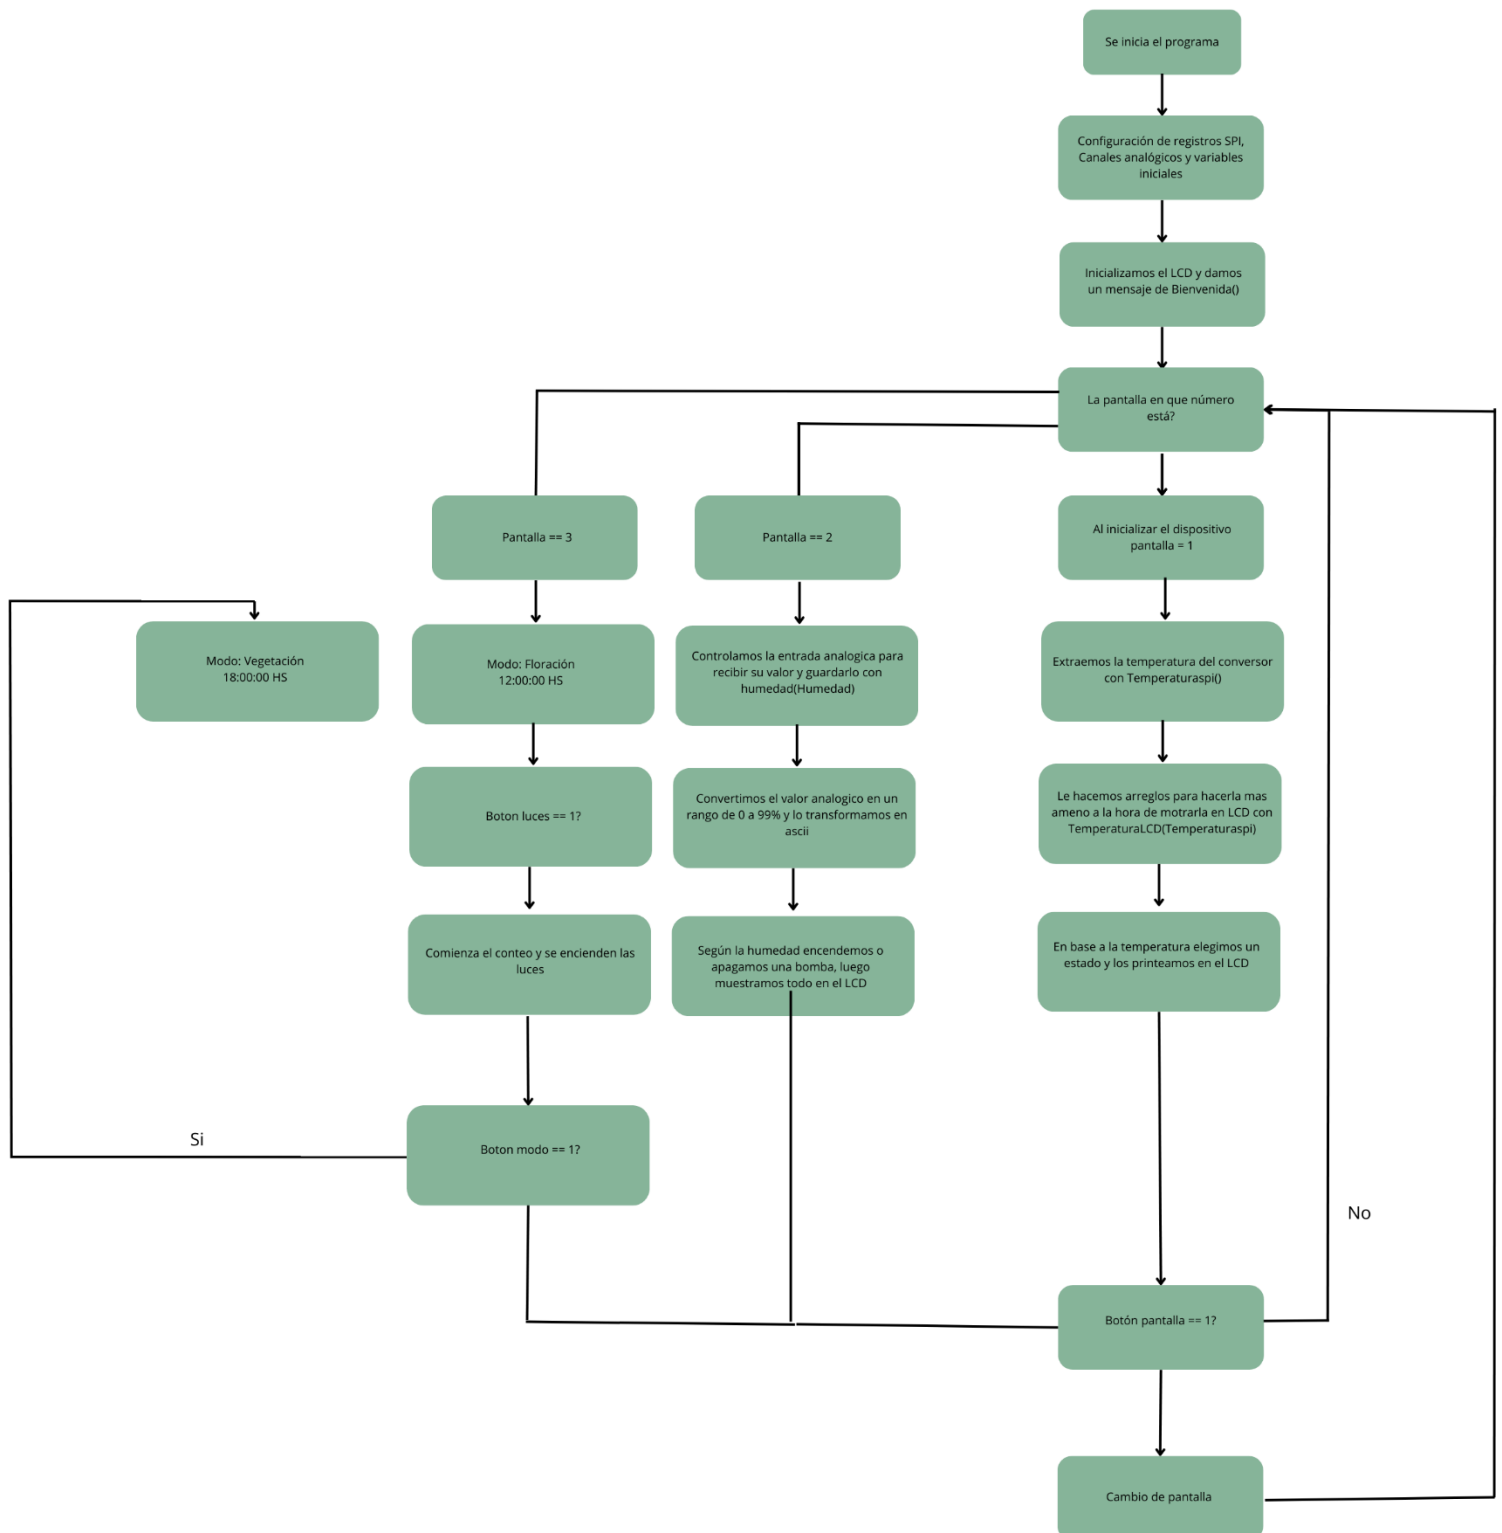 Se inicia el programa
Configuración de registros SPI,
Canales analógicos y variables
iniciales
Inicializamos el LCD y damos
un mensaje de Bienvenida()
La pantalla en que número
está?
Pantalla == 3
Pantalla == 2
Al inicializar el dispositivo
pantalla = 1
Modo: Vegetación
18:00:00 HS
Modo: Floración
12:00:00 HS
Controlamos la entrada analogica para
recibir su valor y guardarlo con
humedad(Humedad)
Extraemos la temperatura del conversor
con Temperaturaspi()
Boton luces == 1?
Convertimos el valor analogico en un
rango de 0 a 99% y lo transformamos en
ascii
Le hacemos arreglos para hacerla mas
ameno a la hora de motrarla en LCD con
TemperaturaLCD(Temperaturaspi)
Comienza el conteo y se encienden las
luces
Según la humedad encendemos o
apagamos una bomba, luego
muestramos todo en el LCD
En base a la temperatura elegimos un
estado y los printeamos en el LCD
Si
Boton modo == 1?
No
Botón pantalla == 1?
Cambio de pantalla